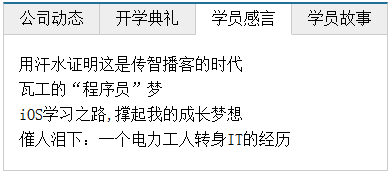 公司动态 开学典礼 学员感言 学员故事
用汗水证明这是传智播客的时代
瓦工的“程序员”梦
iOS学习之路,撑起我的成长梦想
催人泪下：一个电力工人转身IT的经历